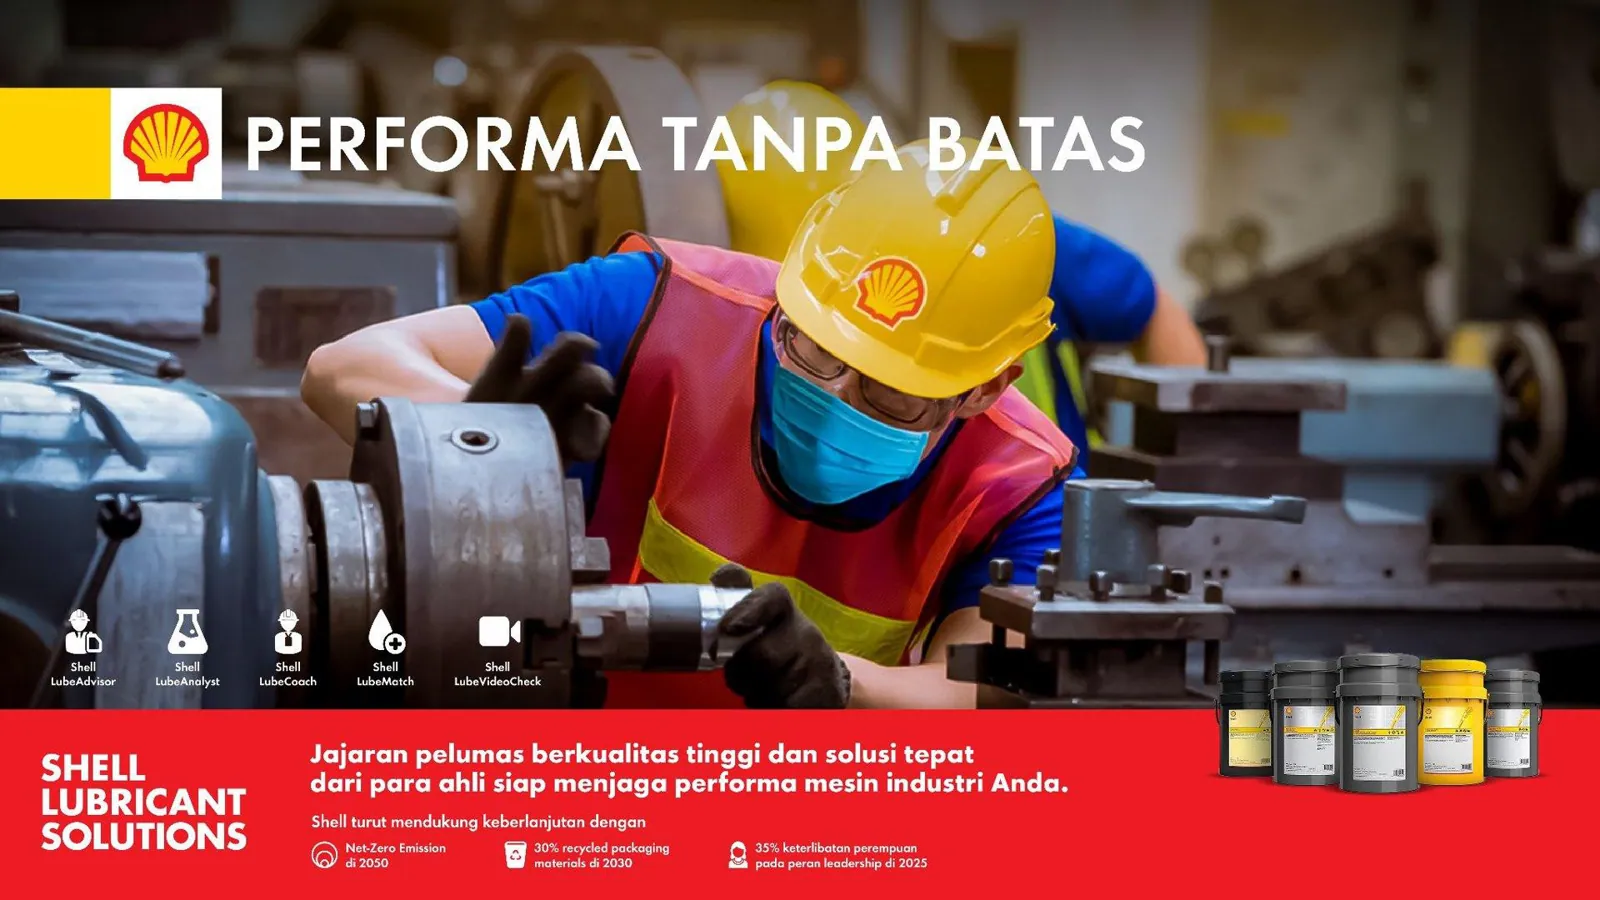 PERFORMA TANPA BATAS
Shell
LubeAdvisor
Shell
LubeAnalyst
Shell
LubeCoach
Shell
LubeMatch
Shell
LubeVideoCheck
SHELL
LUBRICANT
SOLUTIONS
Jajaran pelumas berkualitas tinggi dan solusi tepat
dari para ahli siap menjaga performa mesin industri Anda.
Shell turut mendukung keberlanjutan dengan
Net-Zero Emission
di 2050
30% recycled packaging
materials di 2030
35% keterlibatan perempuan
pada peran leadership di 2025